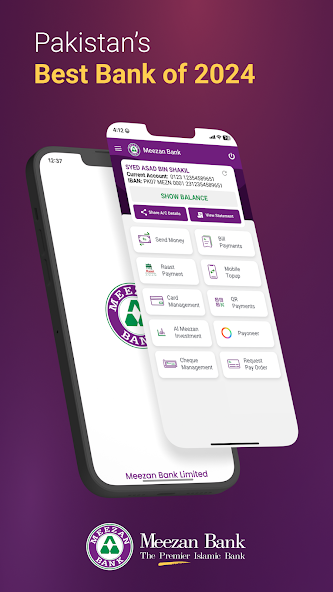 Pakistan's
Best Bank of 2024
12:37
4:12
Meezan Bank
SYED ASAD BIN SHAKIL
Current Account: 0123 12354589651
IBAN: PK07 MEZN 0001 2312354589651
SHOW BALANCE
Share A/C Details
View Statement
Send Money
Bill
Payments
Raast
Payment
Mobile
Topup
Card
Management
QR
Payments
Al Meezan
Investment
Payoneer
Cheque
Management
Request
Pay Order
MEEZAN
BANK
Meezan Bank Limited
MEEZAN
BANK
Meezan Bank
The Premier Islamic Bank